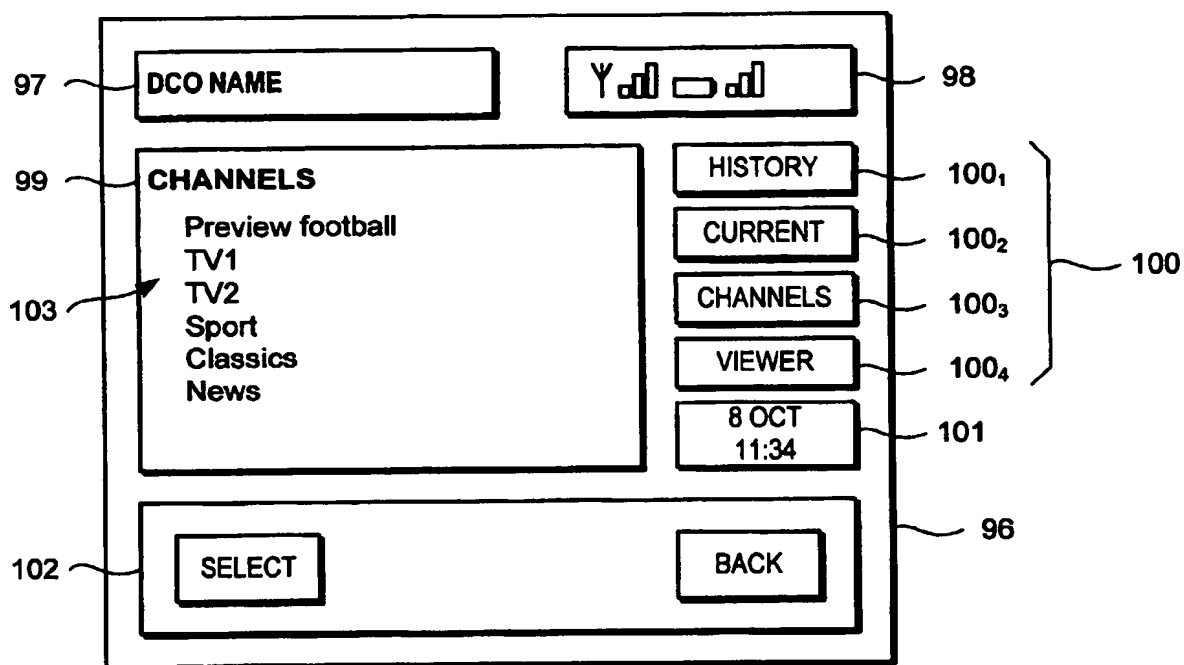 97
DCO NAME
98
99
CHANNELS
Preview football
TV1
TV2
Sport
Classics
News
103
HISTORY
100₁
CURRENT
100₂
CHANNELS
100₃
VIEWER
100₄
100
8 OCT
11:34
101
96
102
SELECT
BACK